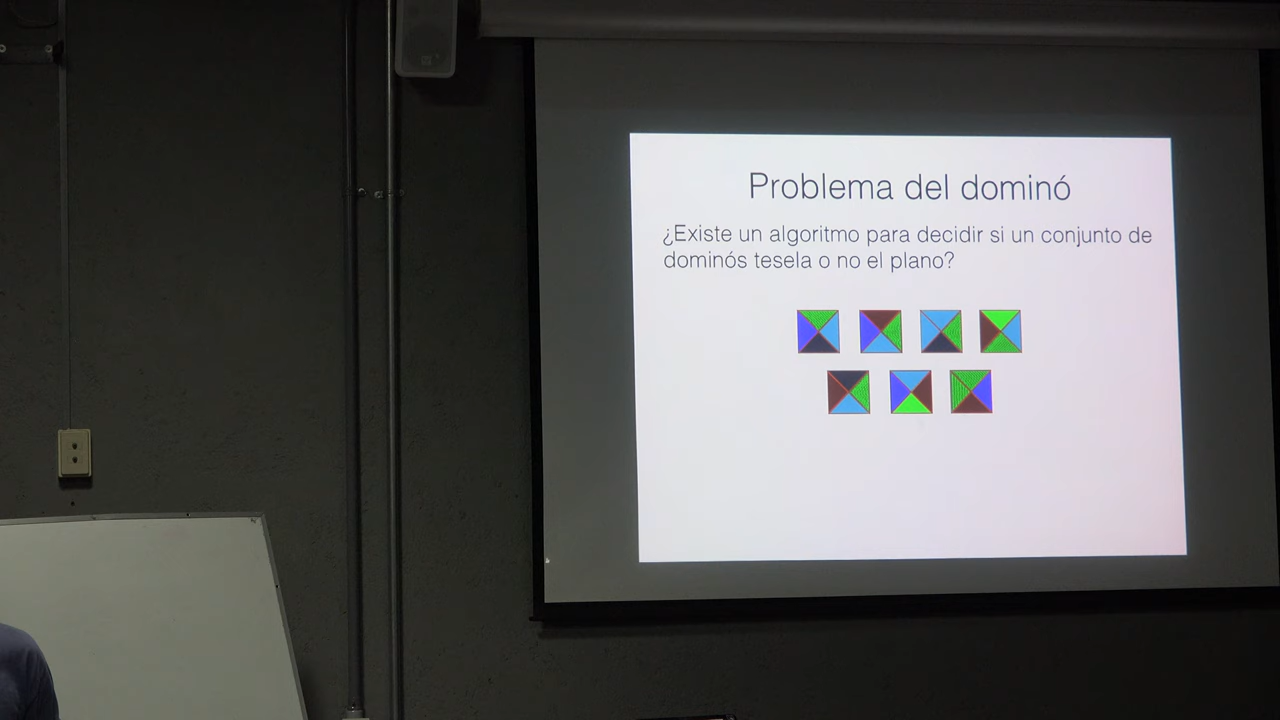 Problema del dominó
¿Existe un algoritmo para decidir si un conjunto de
dominós tesela o no el plano?